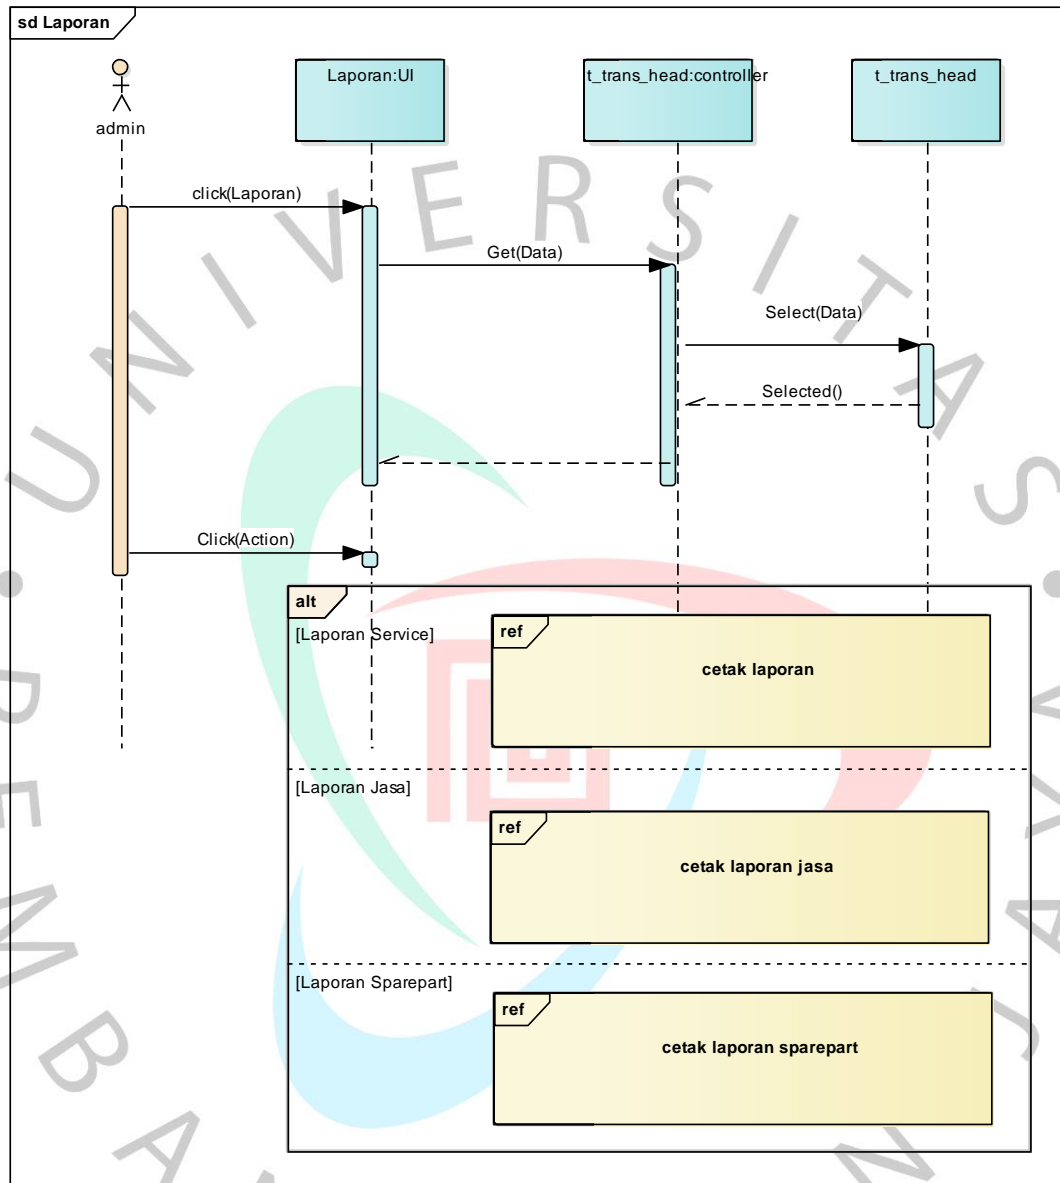 sd Laporan
admin
Laporan:UI
t_trans_head:controller
t_trans_head
click(Laporan)
Get(Data)
Select(Data)
Selected()
Click(Action)
alt
[Laporan Service]
ref
cetak laporan
[Laporan Jasa]
ref
cetak laporan jasa
[Laporan Sparepart]
ref
cetak laporan sparepart
UNIVERSITAS